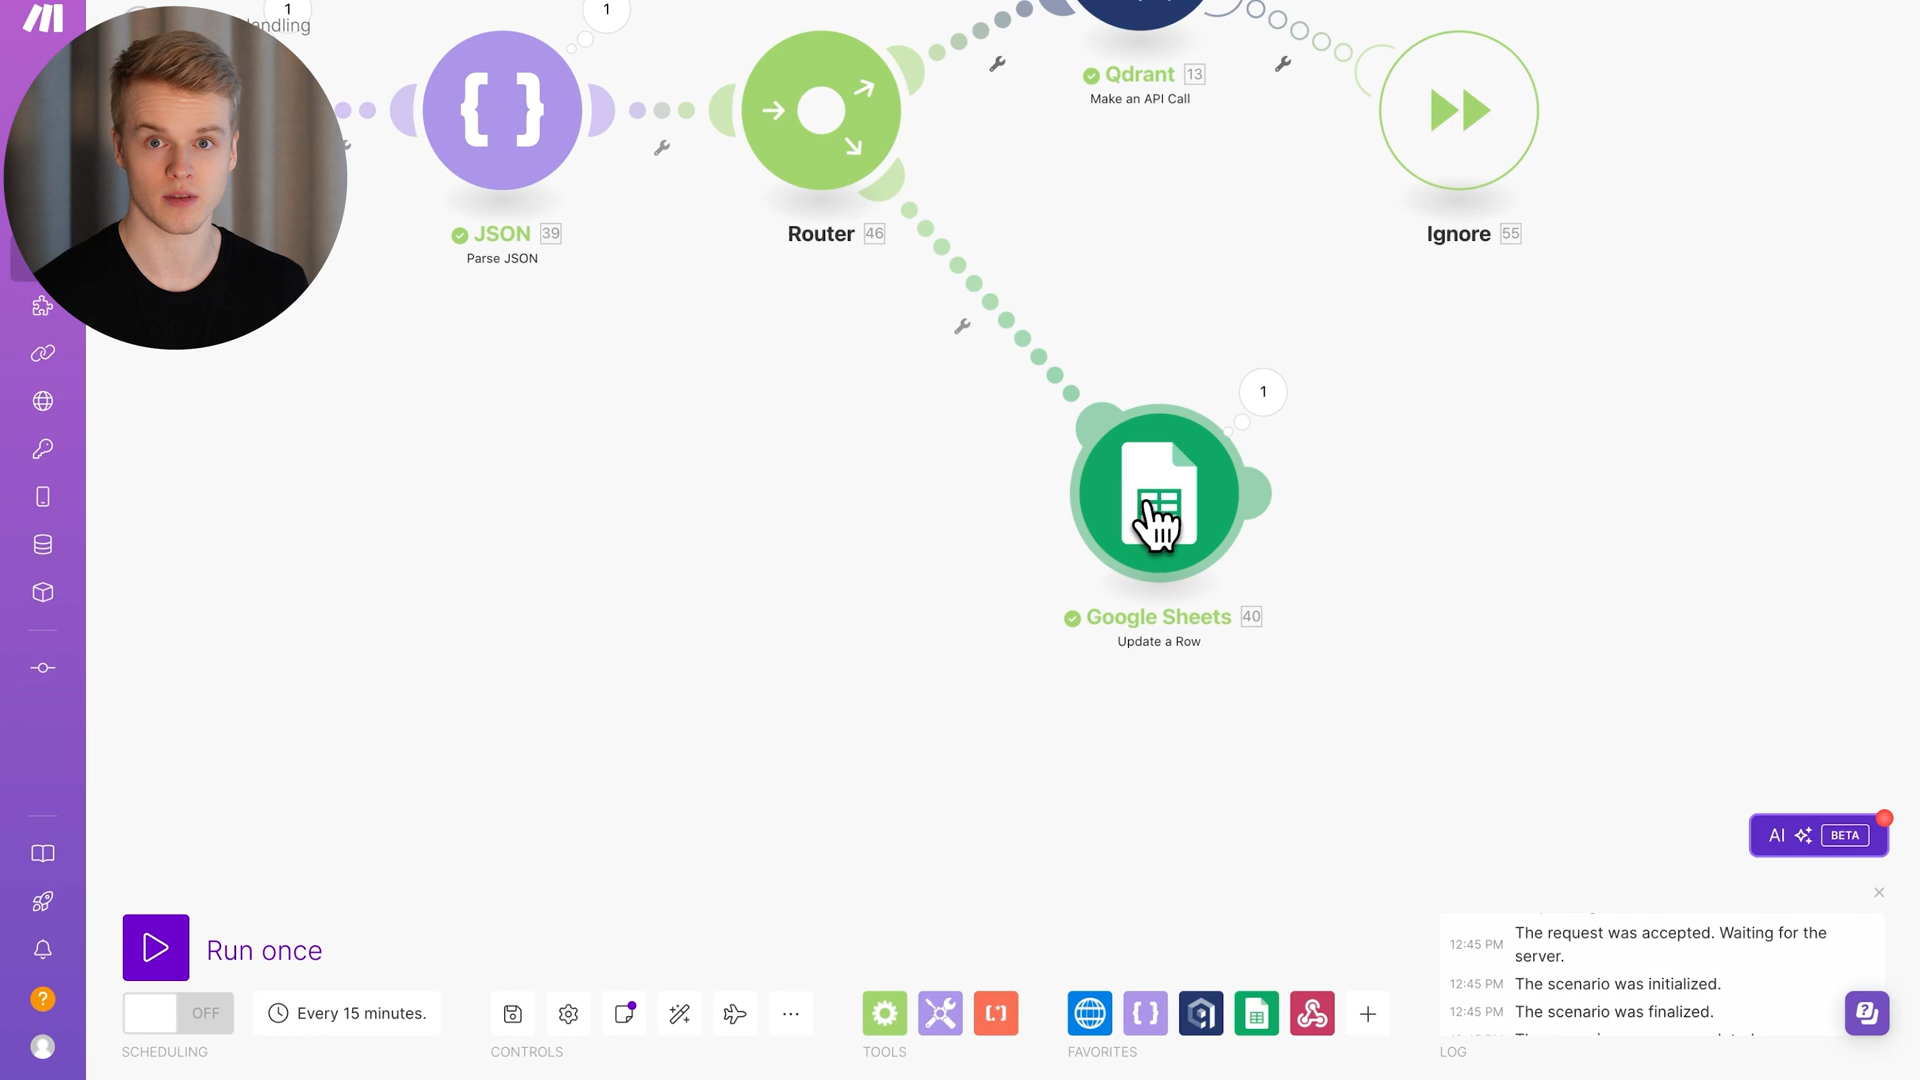 1
andling
1
Qdrant 13
Make an API Call
JSON 39
Parse JSON
Router 46
Ignore 55
1
Google Sheets 40
Update a Row
AI BETA
Run once
The request was accepted. Waiting for the
12:45 PM
server.
12:45 PM The scenario was initialized.
12:45 PM The scenario was finalized.
OFF
Every 15 minutes.
SCHEDULING
CONTROLS
TOOLS
FAVORITES
LOG